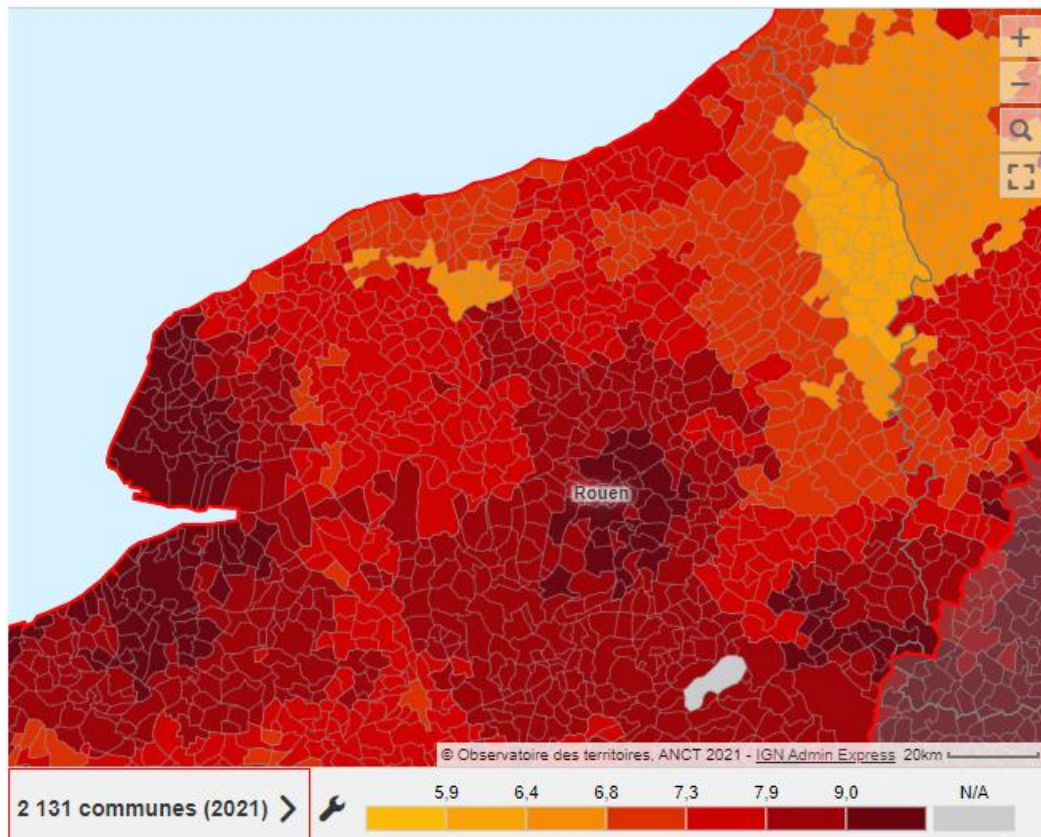 +
−
Rouen
© Observatoire des territoires, ANCT 2021 - IGN Admin Express 20km
2 131 communes (2021)
5,9 6,4 6,8 7,3 7,9 9,0 N/A